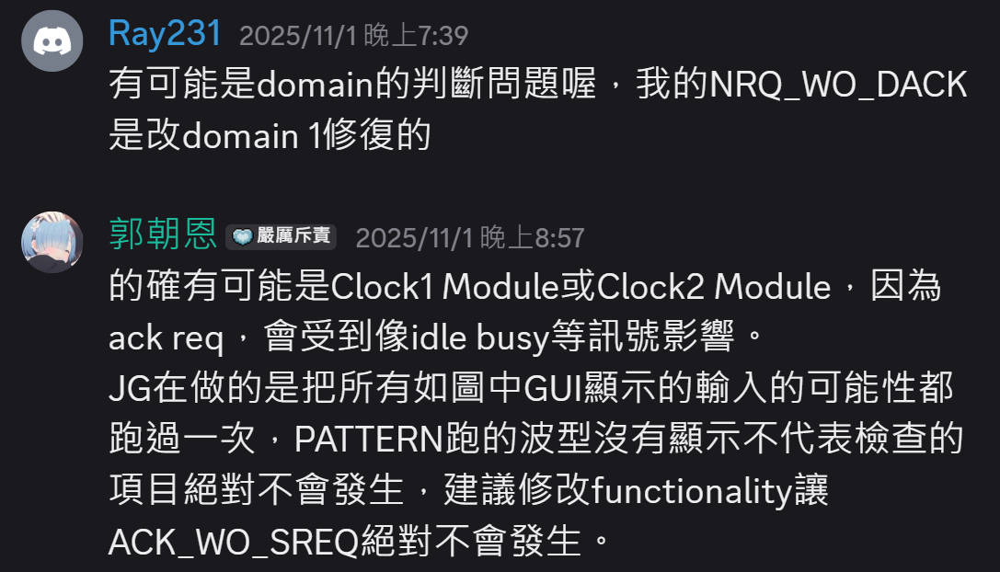 Ray231 2025/11/1 晚上7:39
有可能是domain的判斷問題喔，我的NRQ_WO_DACK
是改domain 1修復的
郭朝恩 嚴厲斥責 2025/11/1 晚上8:57
的確有可能是Clock1 Module或Clock2 Module，因為
ack req，會受到像idle busy等訊號影響。
JG在做的是把所有如圖中GUI顯示的輸入的可能性都
跑過一次，PATTERN跑的波型沒有顯示不代表檢查的
項目絕對不會發生，建議修改functionality讓
ACK_WO_SREQ絕對不會發生。